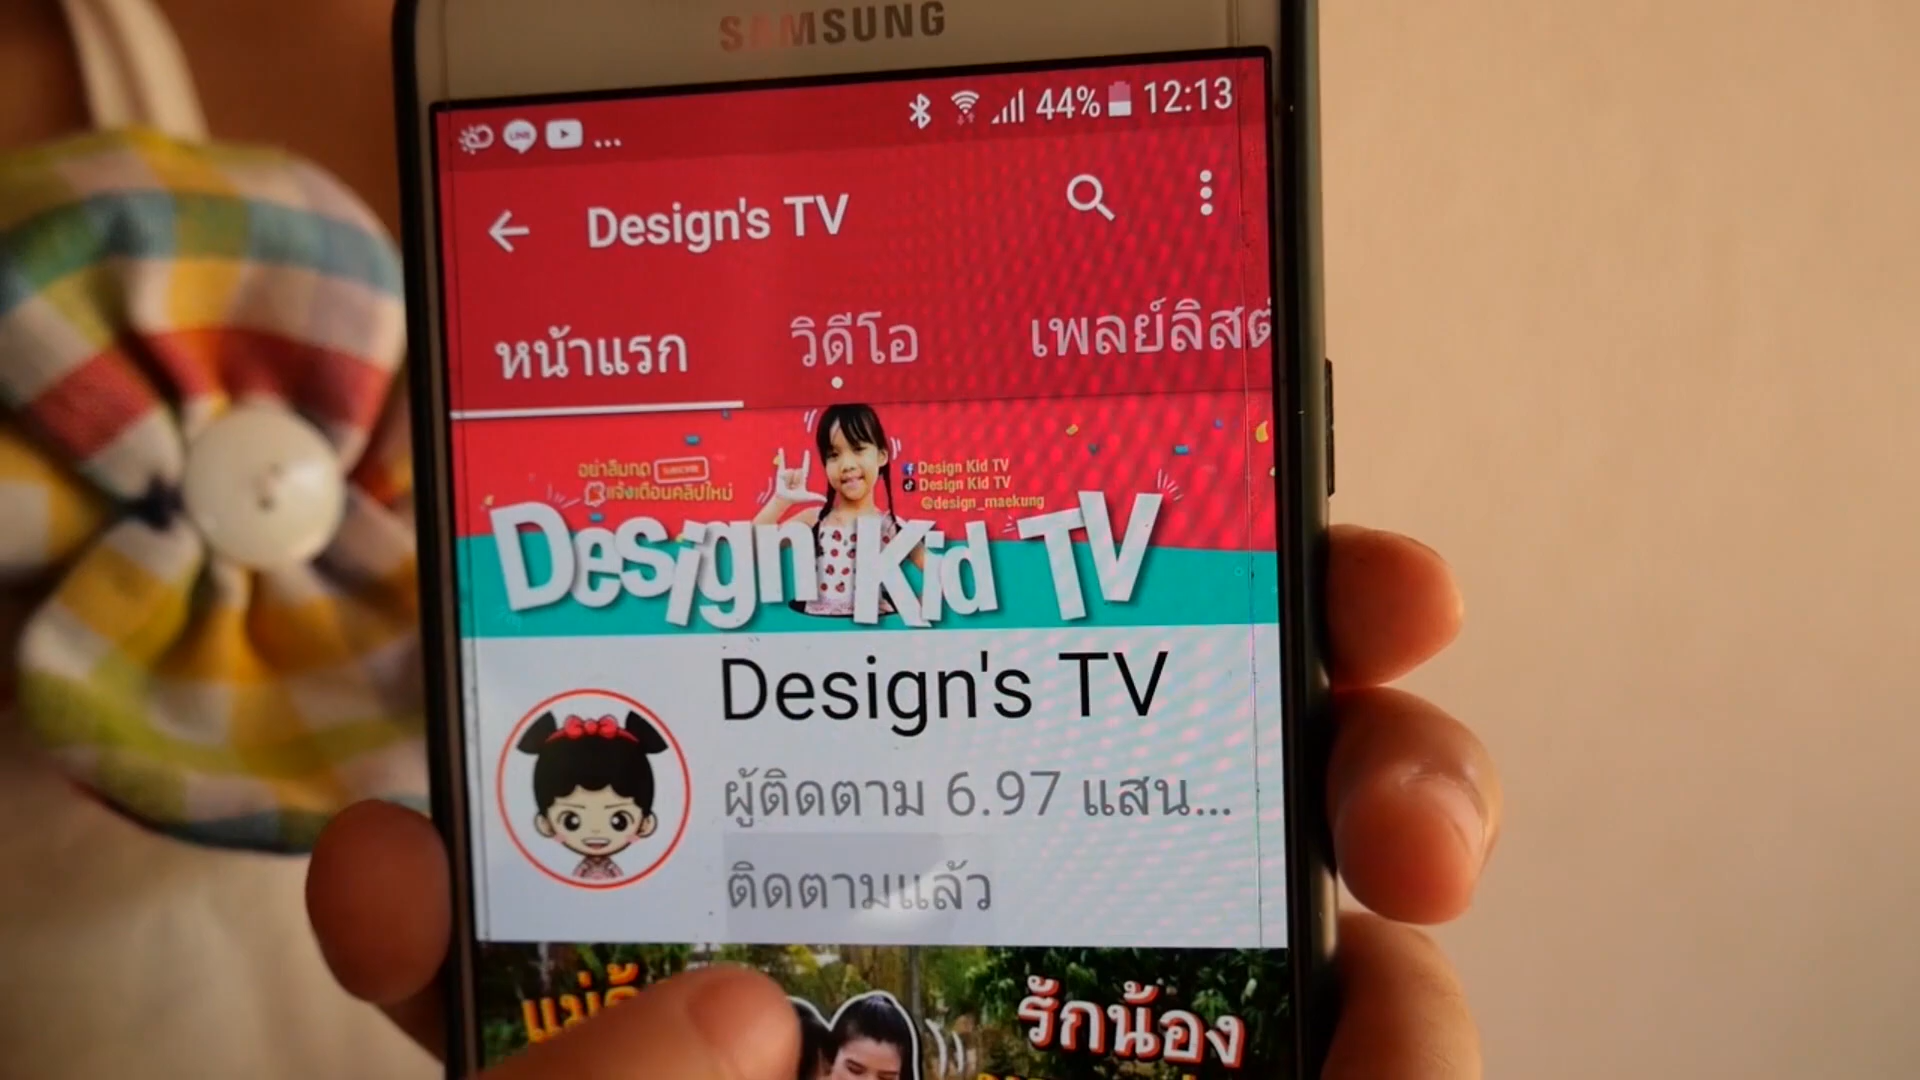 SAMSUNG
LINE ... 44% 12:13
Design's TV
หน้าแรก วิดีโอ เพลย์ลิสต์
อย่าลืมกด SUBSCRIBE
แจ้งเตือนคลิปใหม่
Design Kid TV
Design Kid TV
@design_maekung
Design Kid TV
Design's TV
ผู้ติดตาม 6.97 แสน...
ติดตามแล้ว
รักน้อง